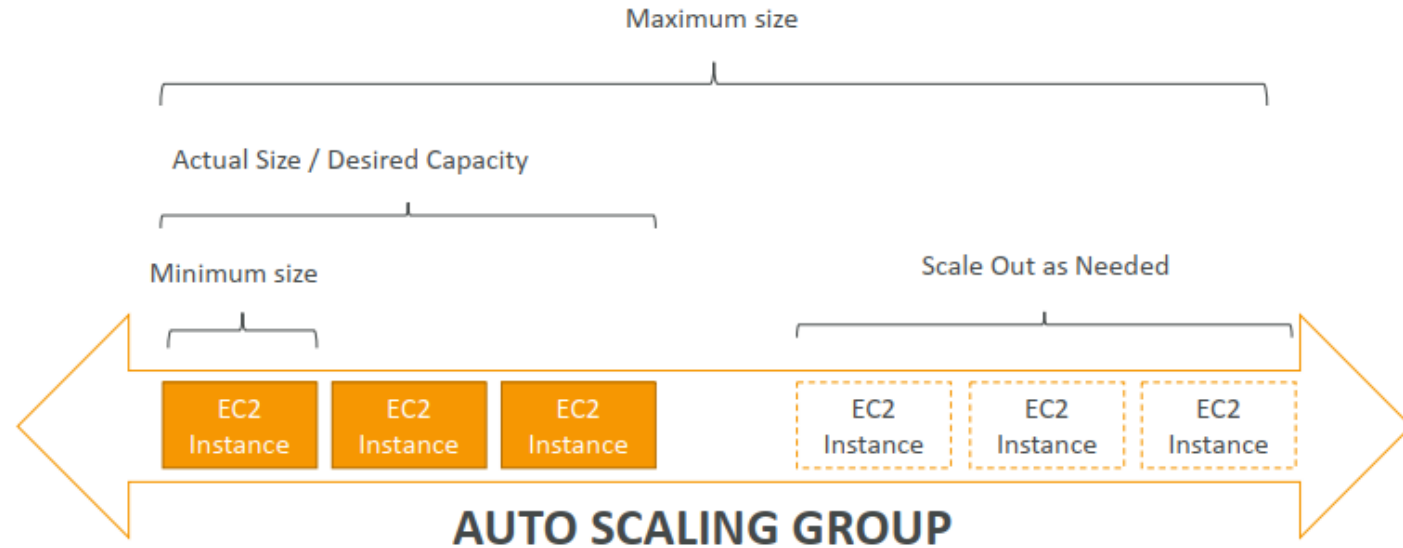 Maximum size
Actual Size / Desired Capacity
Minimum size
Scale Out as Needed
EC2
Instance
EC2
Instance
EC2
Instance
EC2
Instance
EC2
Instance
EC2
Instance
AUTO SCALING GROUP